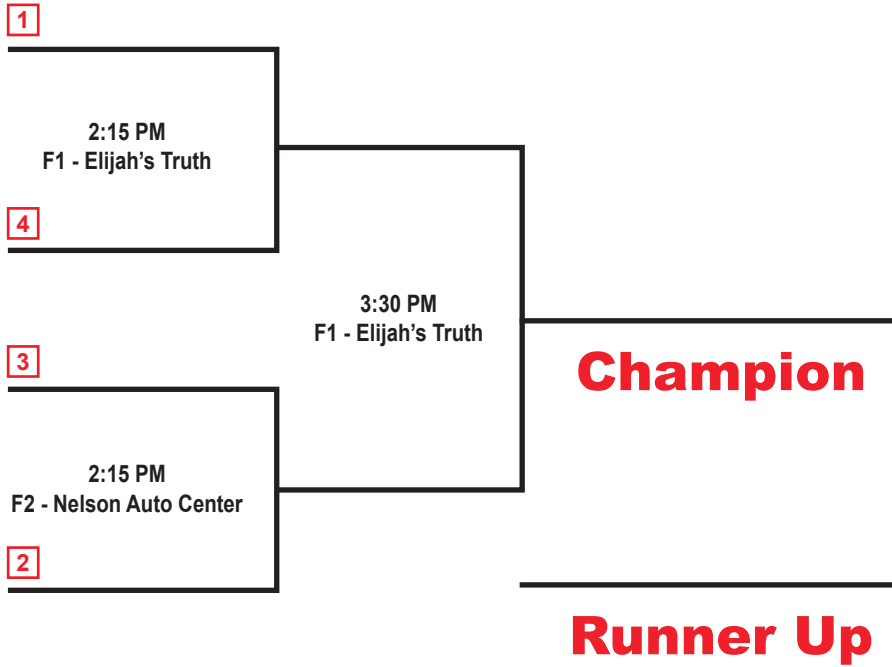 1
2:15 PM
F1 - Elijah’s Truth
4
3:30 PM
F1 - Elijah’s Truth
3
Champion
2:15 PM
F2 - Nelson Auto Center
2
Runner Up